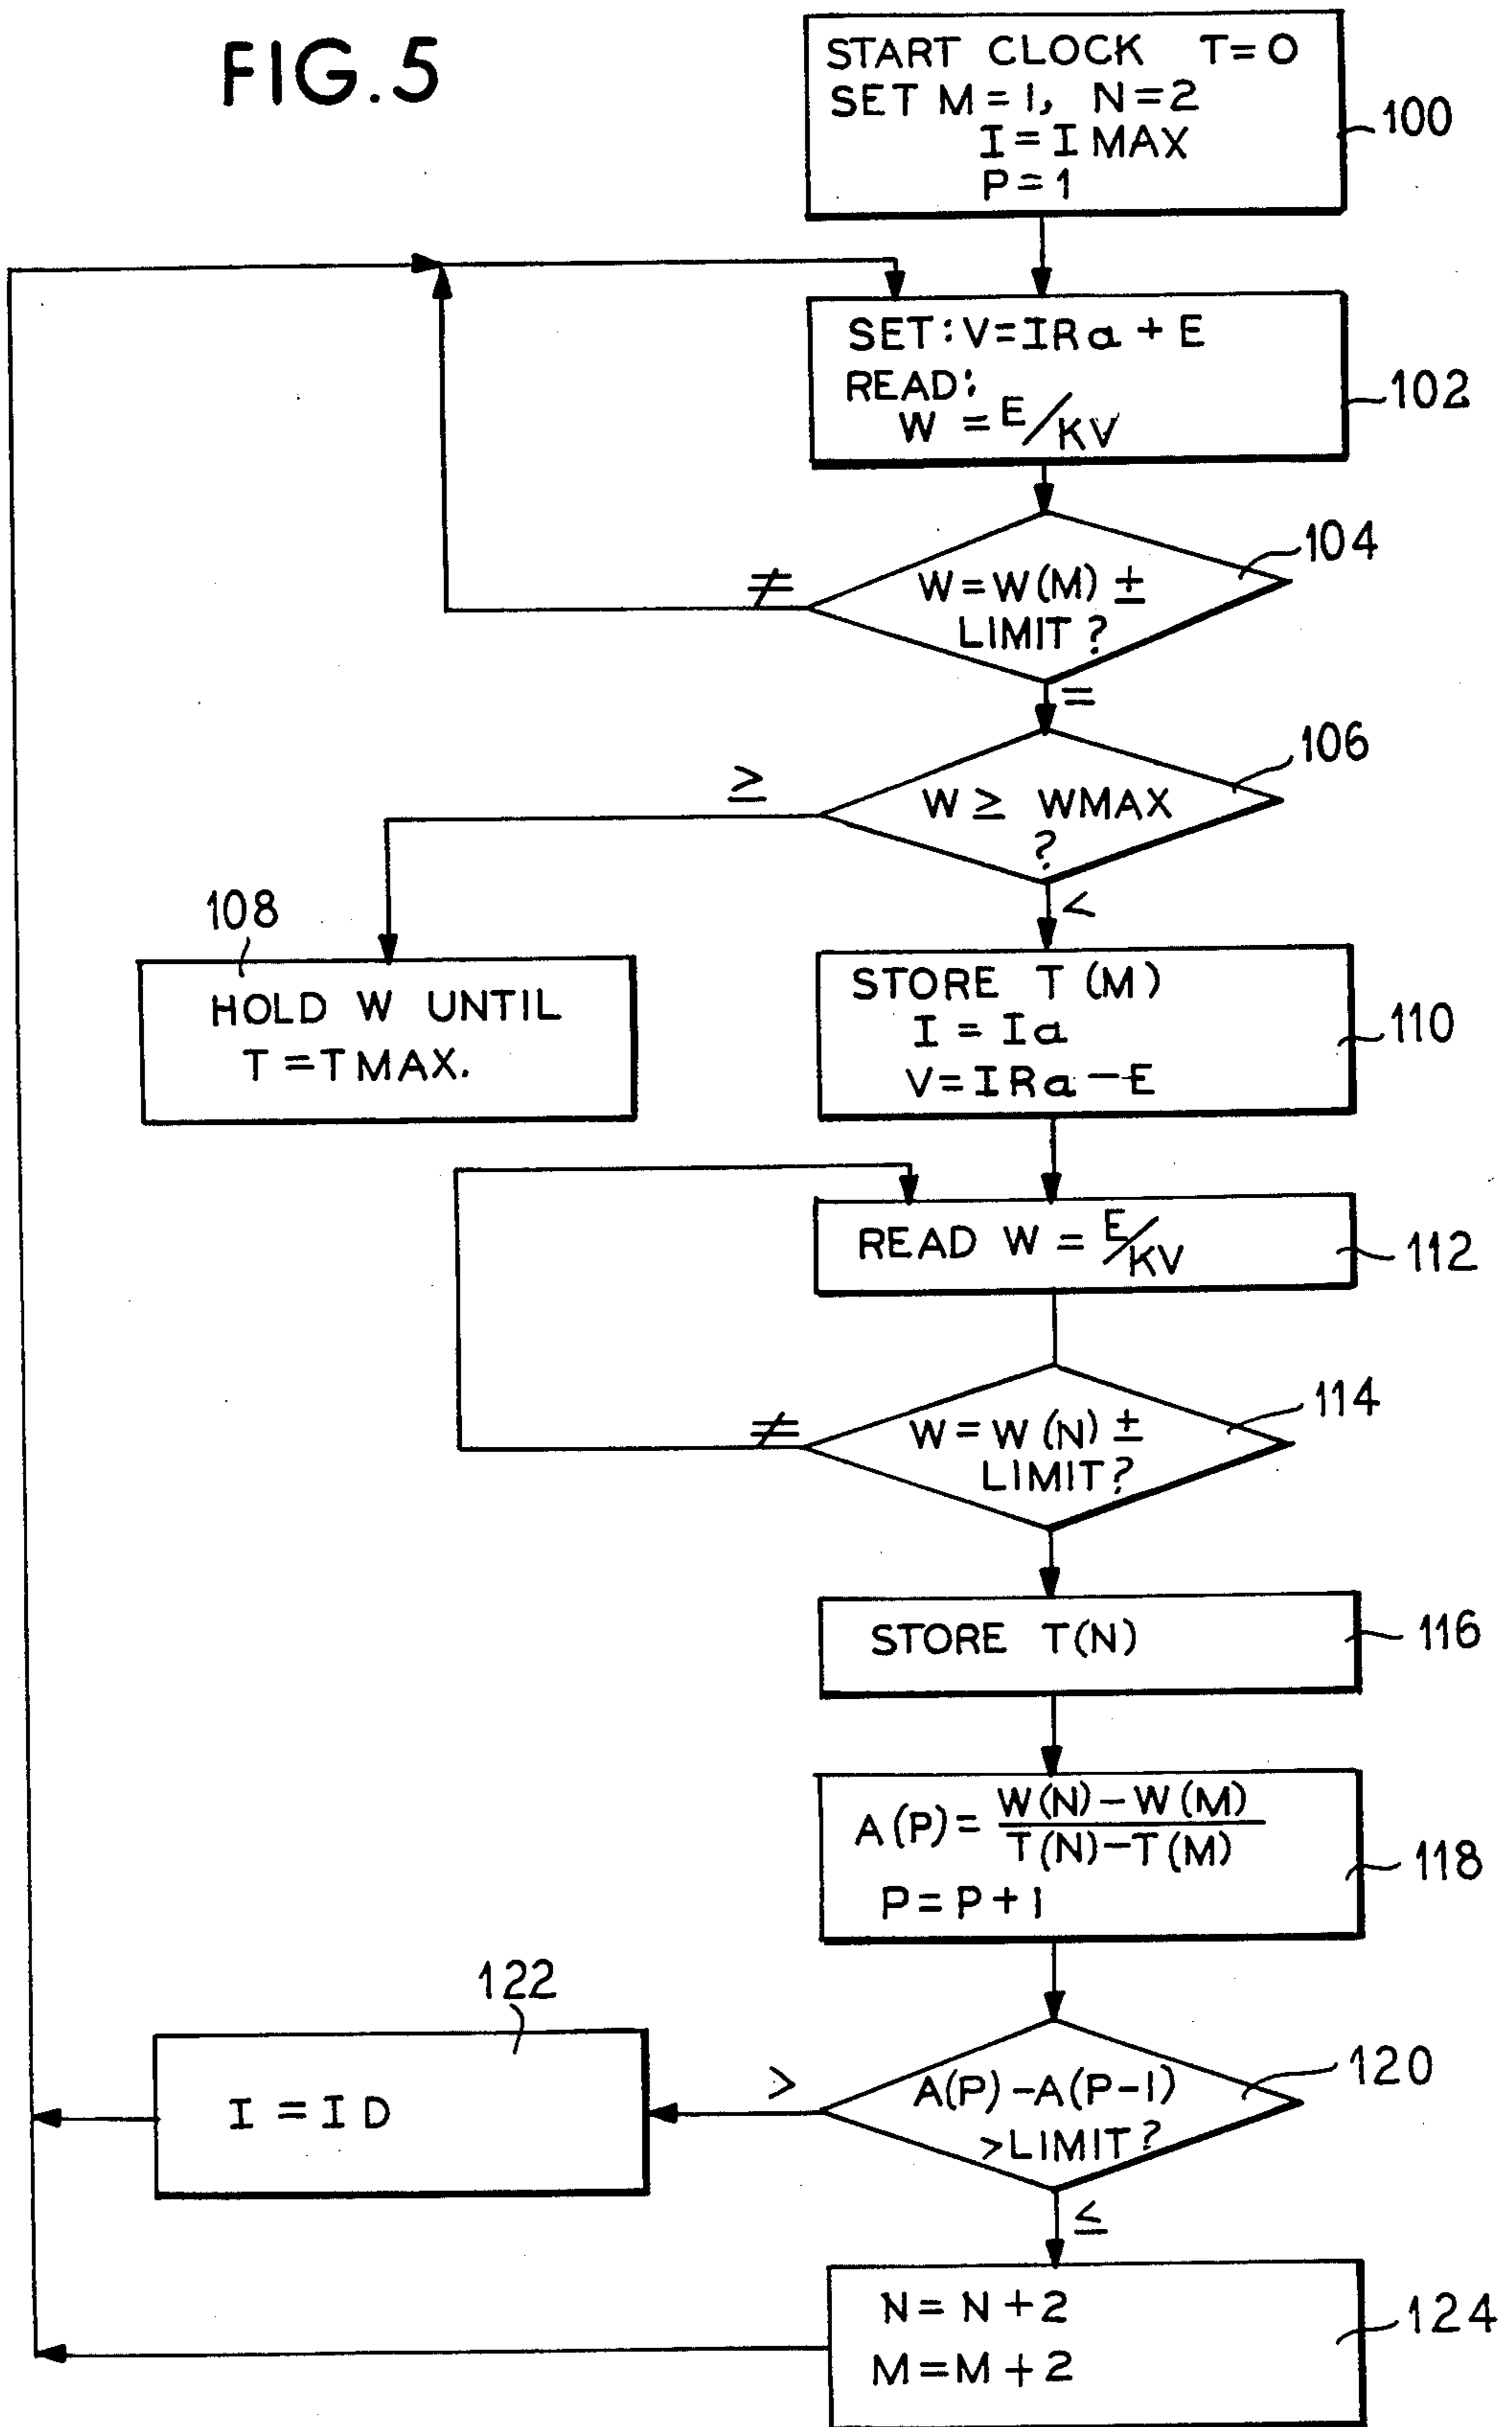 FIG. 5
START CLOCK T=0
SET M=1, N=2
I=I MAX
P=1
100
SET: V=IRa+E
READ:
W=E/KV
102
104
≠
W=W(M) ±
LIMIT?
=
106
≥
W ≥ WMAX
?
<
108
HOLD W UNTIL
T=TMAX.
STORE T(M)
I=Ia
V=IRa-E
110
READ W=E/KV
112
114
≠
W=W(N) ±
LIMIT?
STORE T(N)
116
A(P)=W(N)-W(M)/T(N)-T(M)
P=P+1
118
122
I=ID
>
A(P)-A(P-1)
>LIMIT?
120
≤
N=N+2
M=M+2
124